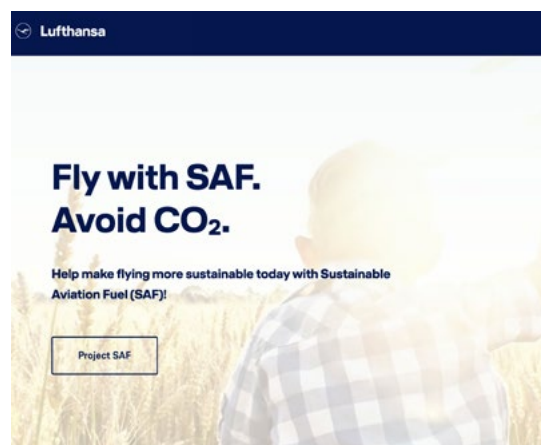 Lufthansa
Fly with SAF.
Avoid CO₂.
Help make flying more sustainable today with Sustainable
Aviation Fuel (SAF)!
Project SAF